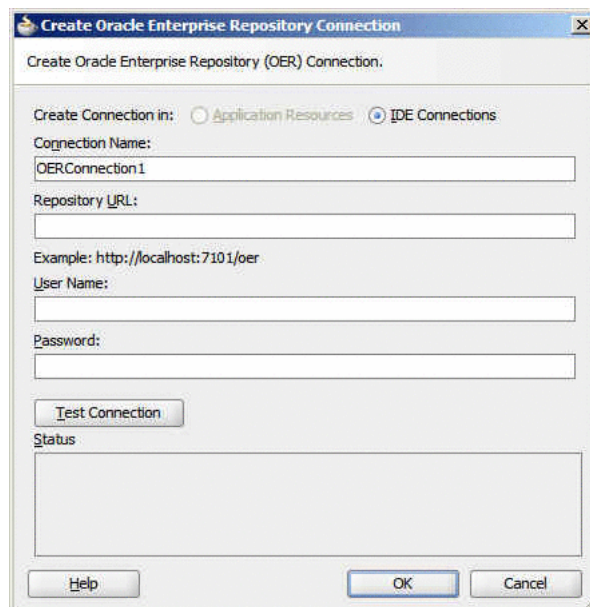 Create Oracle Enterprise Repository Connection
Create Oracle Enterprise Repository (OER) Connection.
Create Connection in: Application Resources IDE Connections
Connection Name:
OERConnection1
Repository URL:
Example: http://localhost:7101/oer
User Name:
Password:
Test Connection
Status
Help OK Cancel